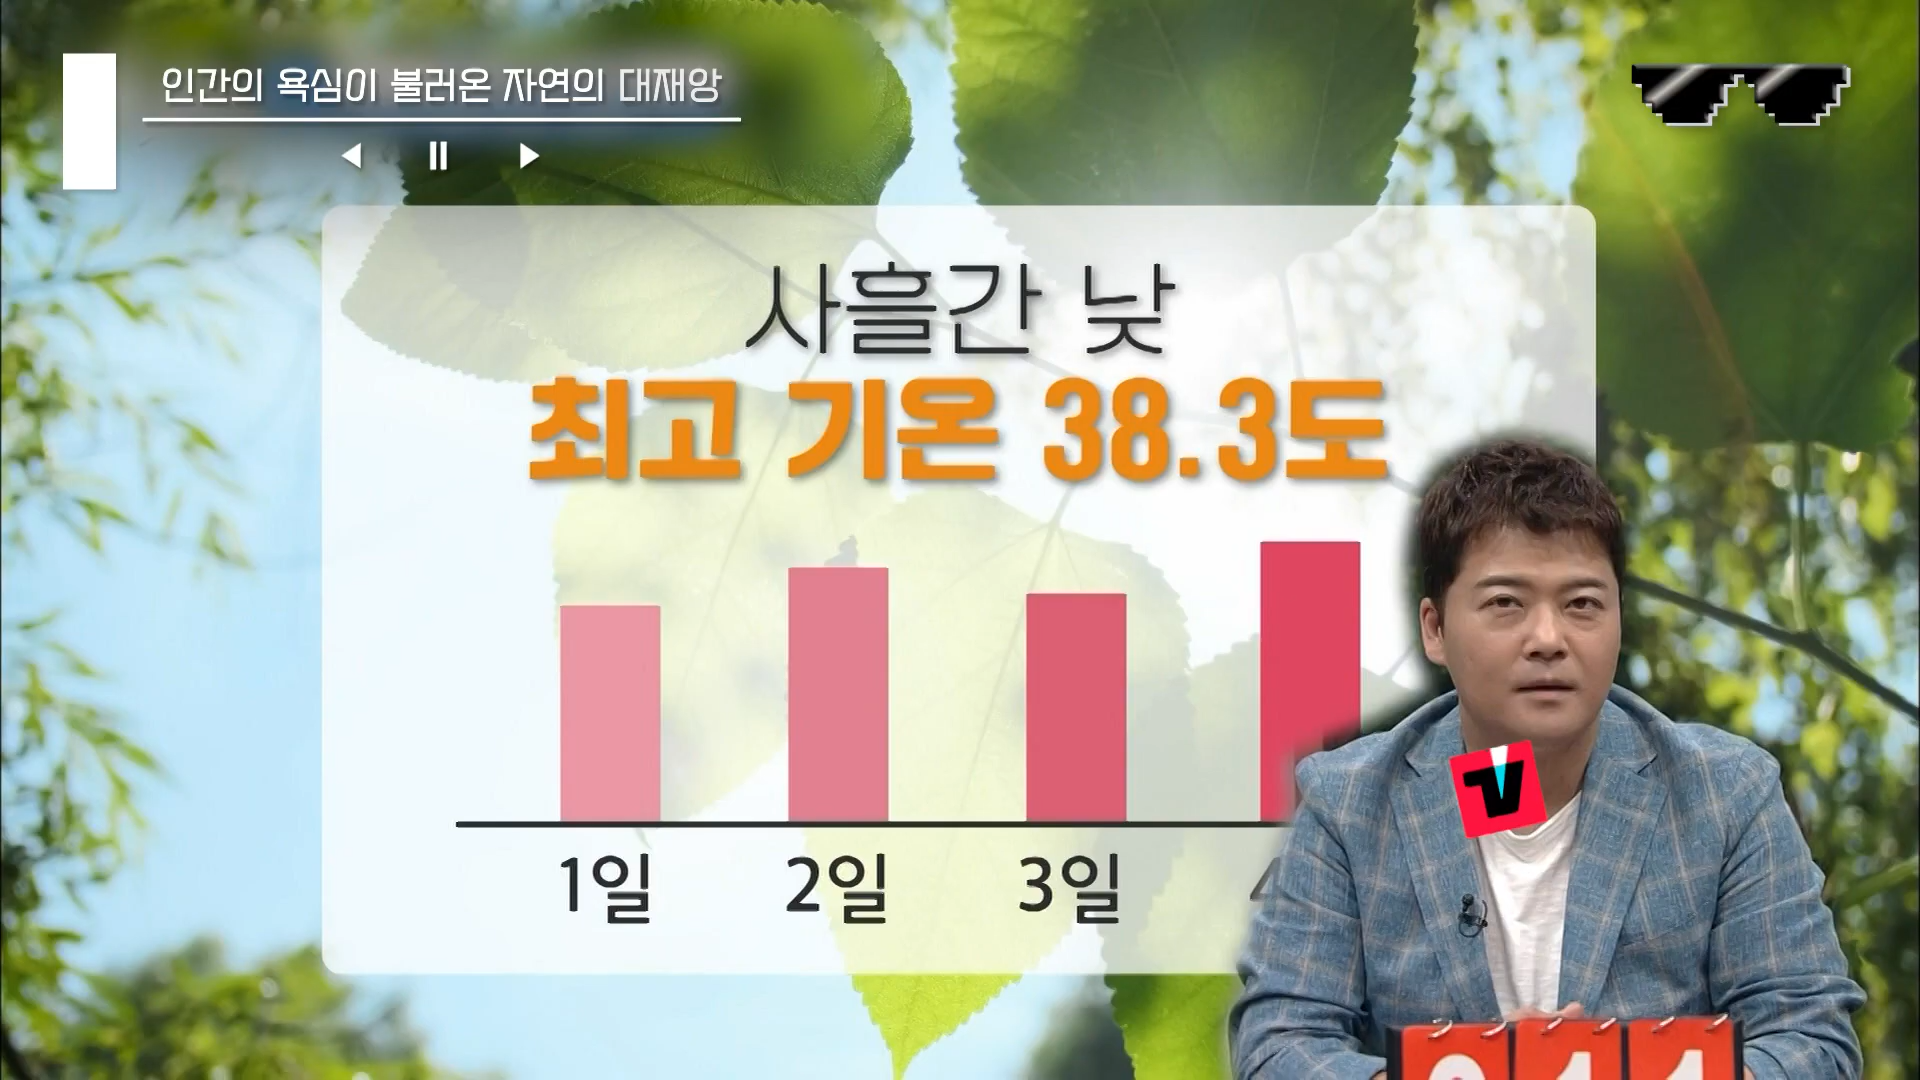 인간의 욕심이 불러온 자연의 대재앙
사흘간 낮
최고 기온 38.3도
1일
2일
3일